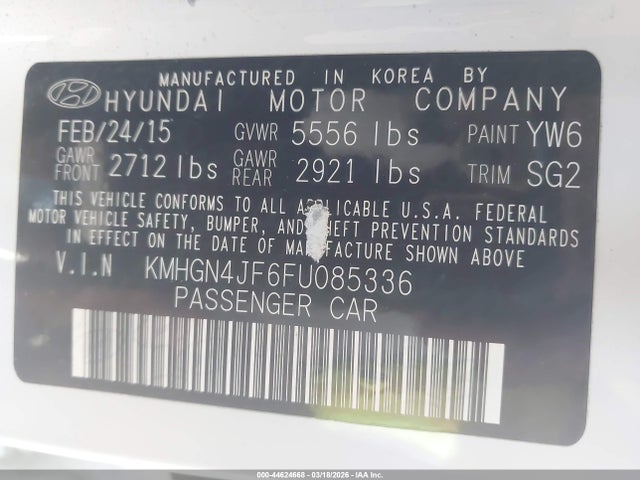 MANUFACTURED IN KOREA BY
HYUNDAI MOTOR COMPANY
FEB/24/15 GVWR 5556 lbs PAINT YW6
GAWR FRONT 2712 lbs GAWR REAR 2921 lbs TRIM SG2
THIS VEHICLE CONFORMS TO ALL APPLICABLE U.S.A. FEDERAL
MOTOR VEHICLE SAFETY, BUMPER, AND THEFT PREVENTION STANDARDS
IN EFFECT ON THE DATE OF MANUFACTURE SHOWN ABOVE
V.I.N KMHGN4JF6FU085336
PASSENGER CAR
000-44624668 - 03/18/2026 - IAA Inc.